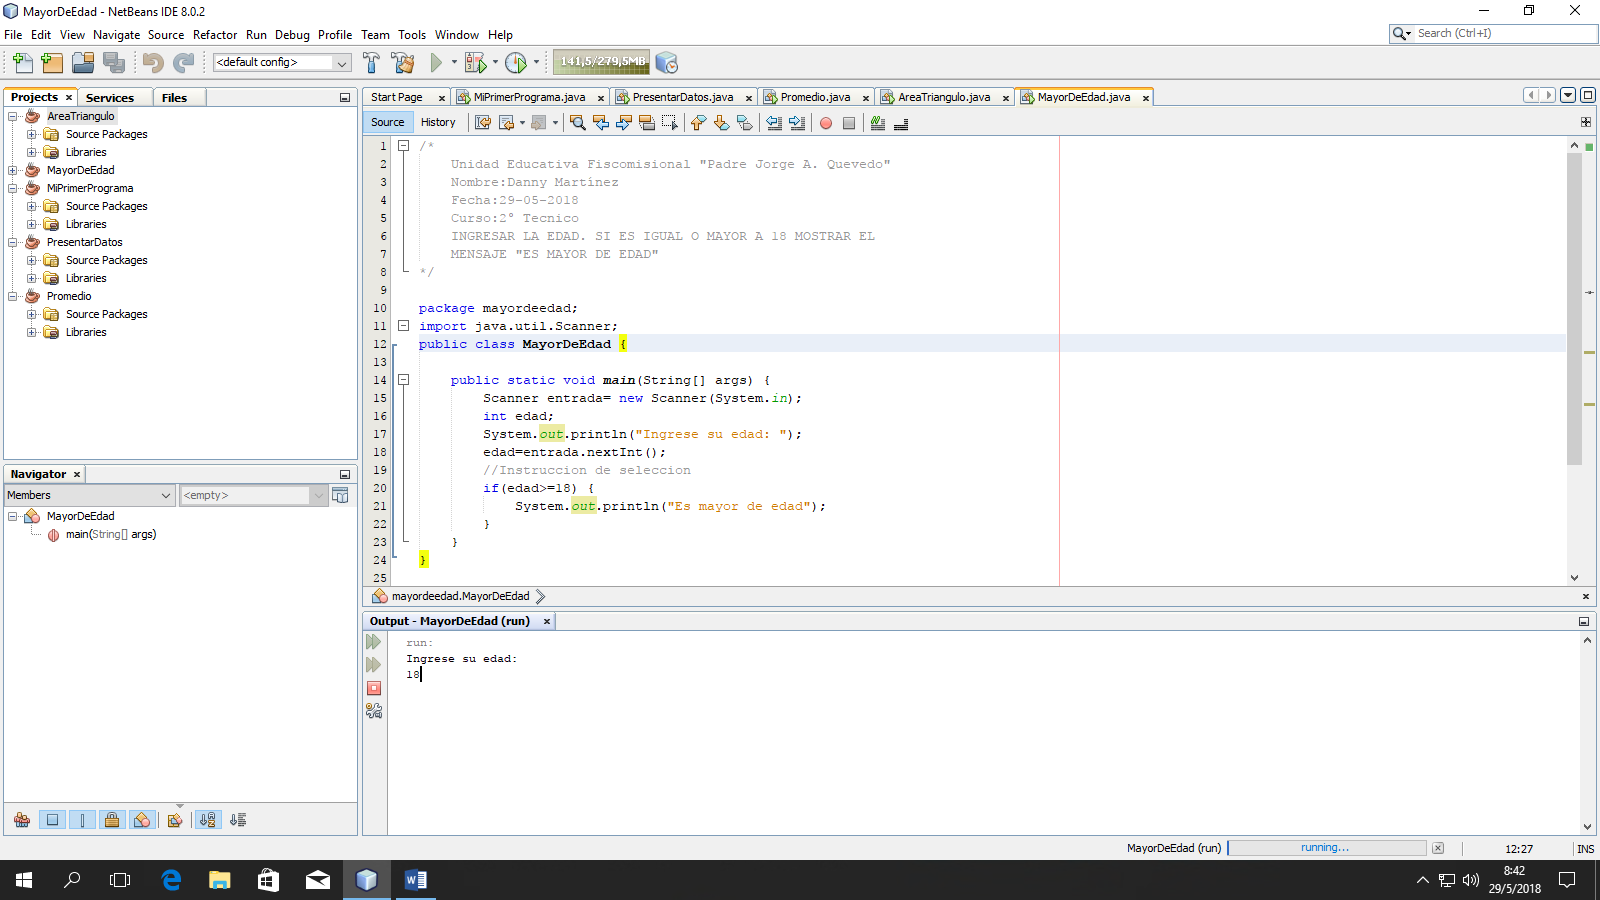 MayorDeEdad - NetBeans IDE 8.0.2
File Edit View Navigate Source Refactor Run Debug Profile Team Tools Window Help
Search (Ctrl+I)
<default config>
141,5/279,5MB
Projects
Services
Files
AreaTriangulo
Source Packages
Libraries
MayorDeEdad
MiPrimerPrograma
Source Packages
Libraries
PresentarDatos
Source Packages
Libraries
Promedio
Source Packages
Libraries
Navigator
Members
<empty>
MayorDeEdad
main(String[] args)
Start Page MiPrimerPrograma.java PresentarDatos.java Promedio.java AreaTriangulo.java MayorDeEdad.java
Source History
1 /*
2 Unidad Educativa Fiscomisional "Padre Jorge A. Quevedo"
3 Nombre:Danny Martínez
4 Fecha:29-05-2018
5 Curso:2° Tecnico
6 INGRESAR LA EDAD. SI ES IGUAL O MAYOR A 18 MOSTRAR EL
7 MENSAJE "ES MAYOR DE EDAD"
8 */
9
10 package mayordeedad;
11 import java.util.Scanner;
12 public class MayorDeEdad {
13
14 public static void main(String[] args) {
15 Scanner entrada= new Scanner(System.in);
16 int edad;
17 System.out.println("Ingrese su edad: ");
18 edad=entrada.nextInt();
19 //Instruccion de seleccion
20 if(edad>=18) {
21 System.out.println("Es mayor de edad");
22 }
23 }
24 }
25
mayordeedad.MayorDeEdad
Output - MayorDeEdad (run)
run:
Ingrese su edad:
18
MayorDeEdad (run) running... 12:27 INS
8:42
29/5/2018